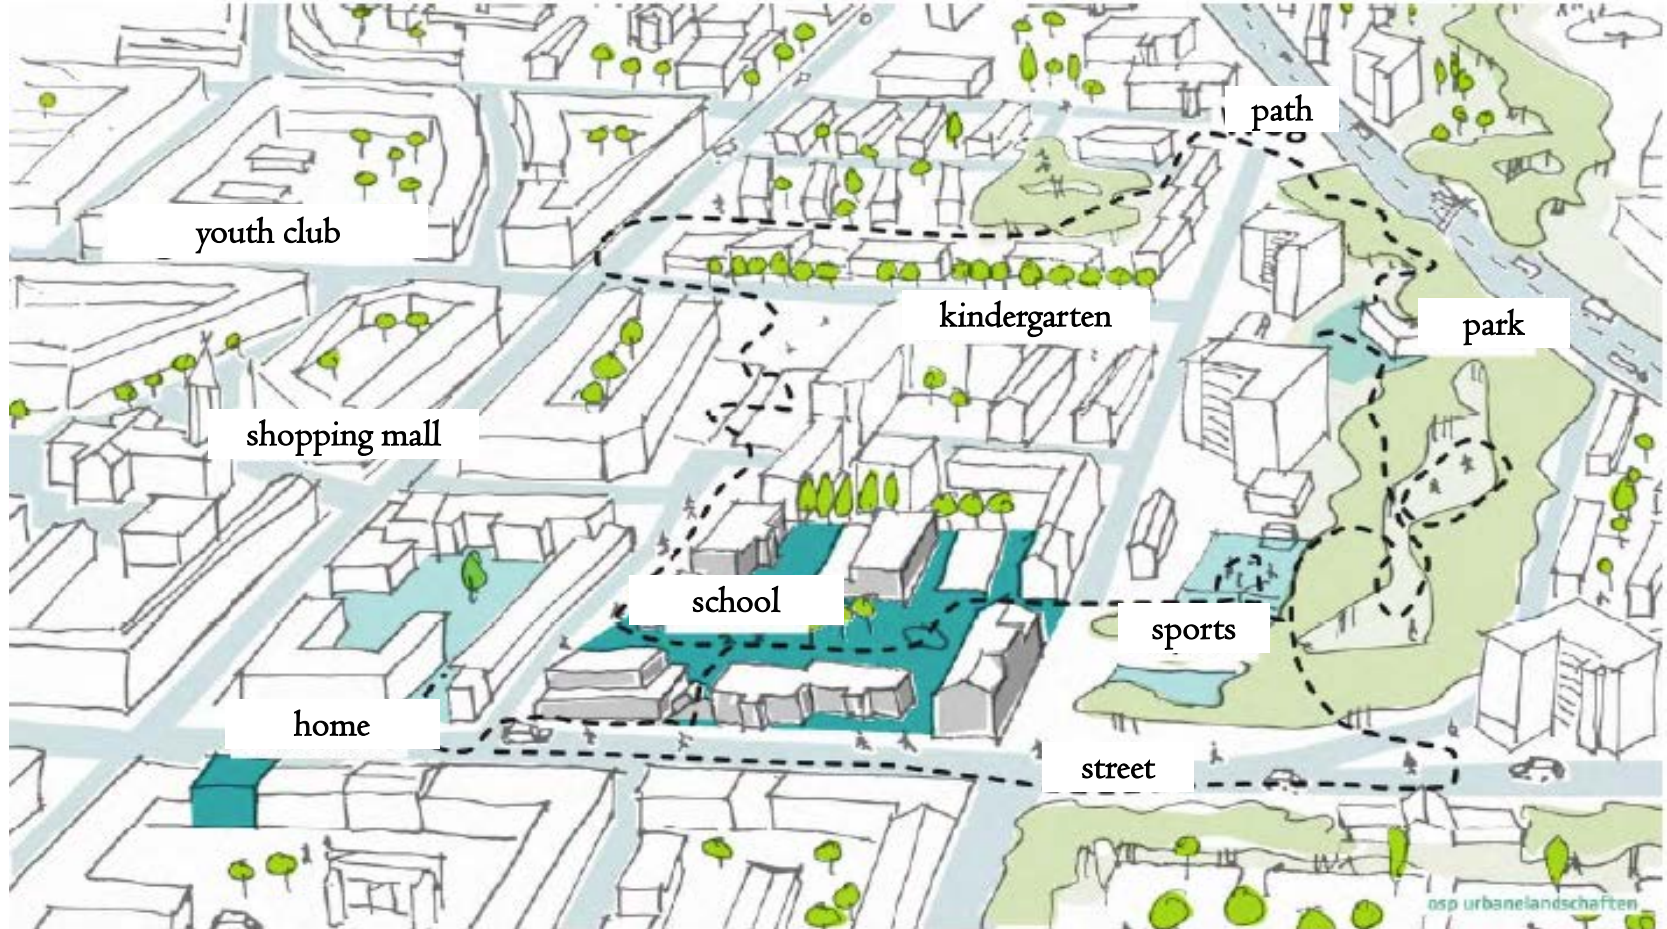 path
youth club
kindergarten
park
shopping mall
school
sports
home
street
osp urbanelandschaften